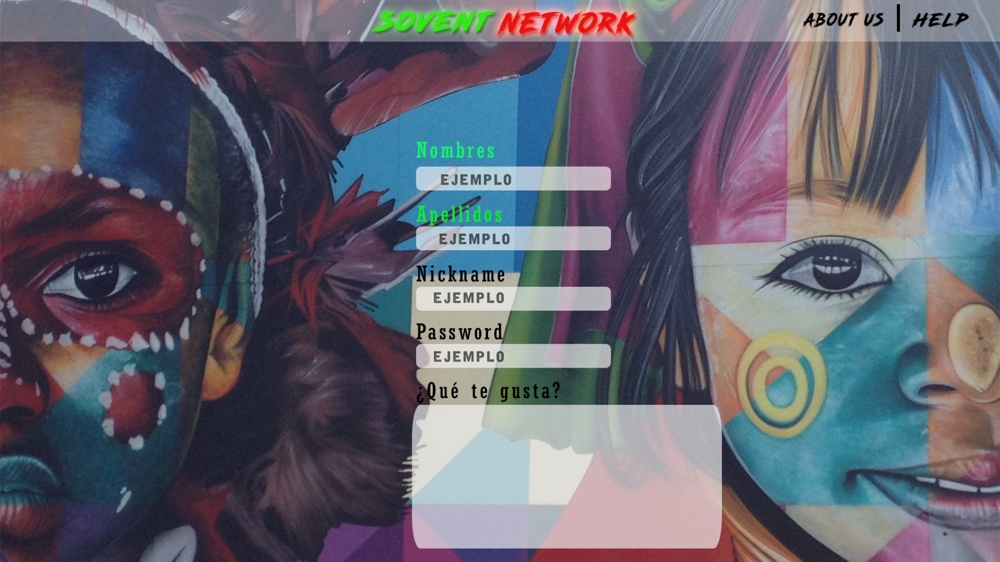 SOVENT NETWORK
ABOUT US | HELP
Nombres
EJEMPLO
Apellidos
EJEMPLO
Nickname
EJEMPLO
Password
EJEMPLO
¿Qué te gusta?